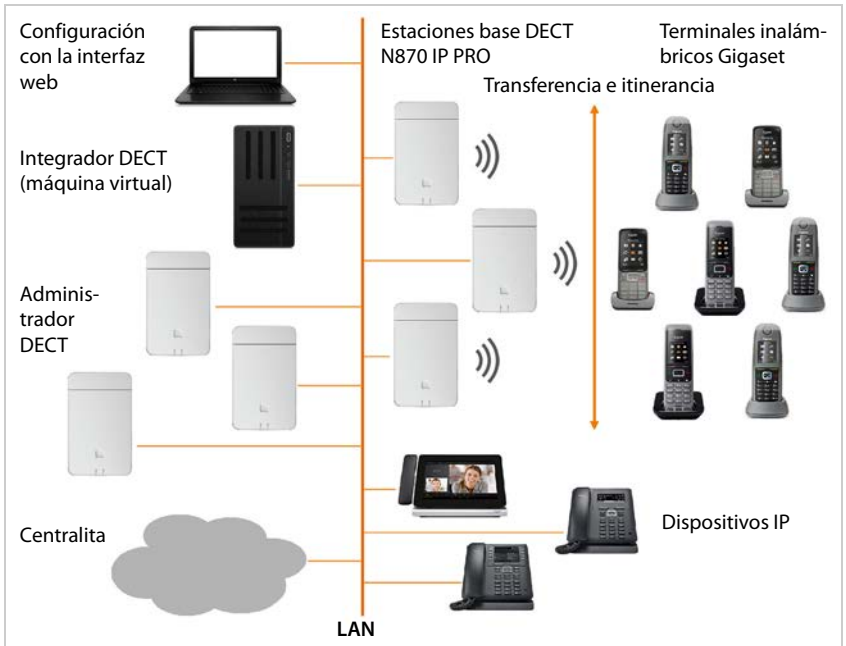 Configuración
con la interfaz
web
Estaciones base DECT
N870 IP PRO
Terminales inalám-
bricos Gigaset
Transferencia e itinerancia
Integrador DECT
(máquina virtual)
Adminis-
trador
DECT
Centralita
Dispositivos IP
LAN